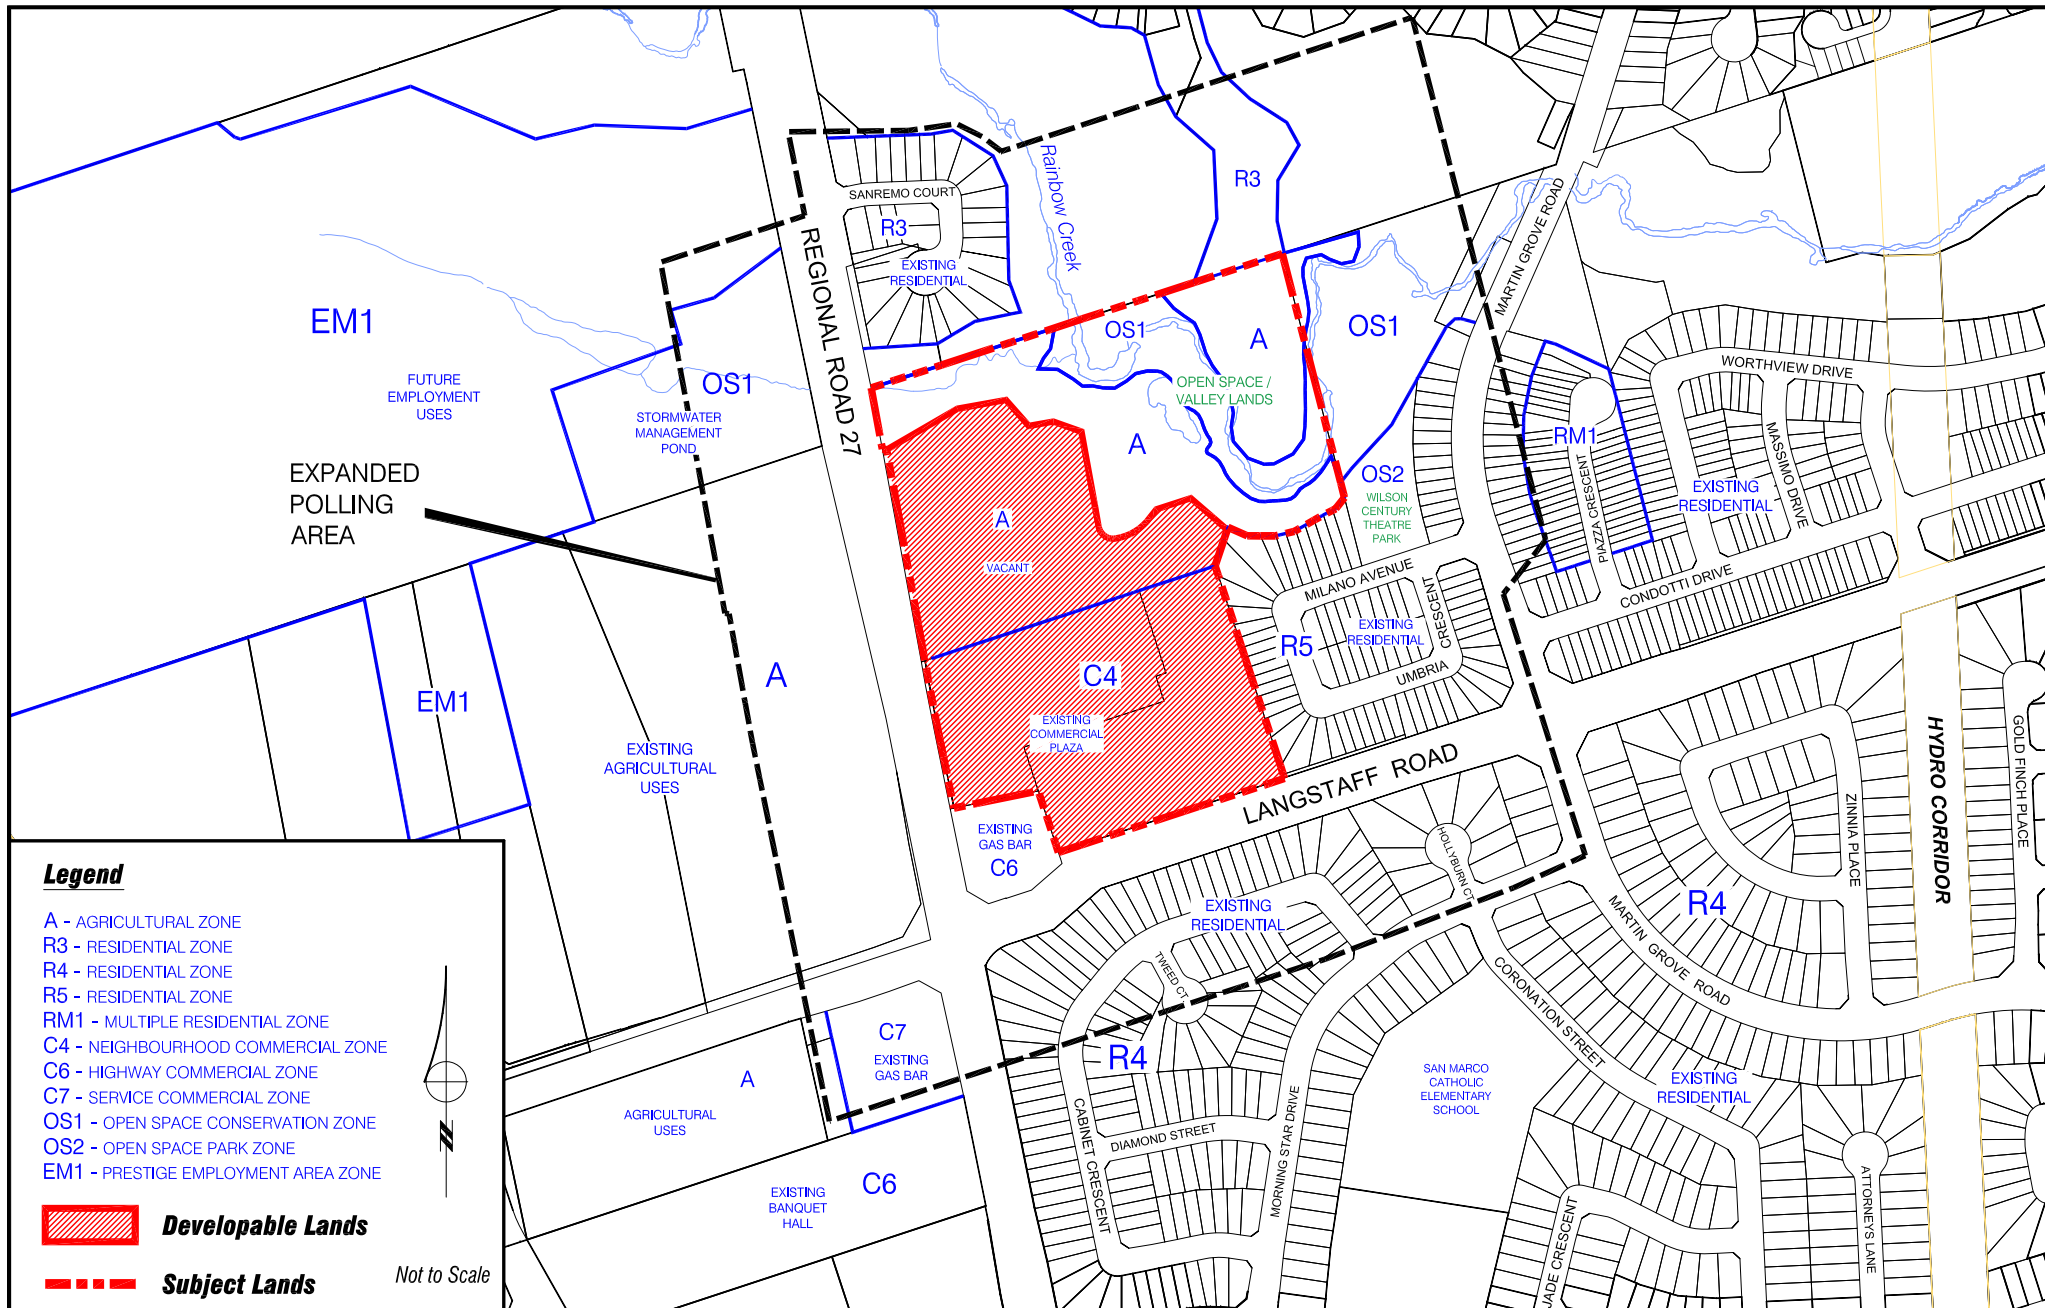 Rainbow Creek
R3
SANREMO COURT
R3
EXISTING
RESIDENTIAL
REGIONAL ROAD 27
MARTIN GROVE ROAD
EM1
FUTURE
EMPLOYMENT
USES
OS1
STORMWATER
MANAGEMENT
POND
OS1
A
OS1
OPEN SPACE /
VALLEY LANDS
A
WORTHVIEW DRIVE
MASSIMO DRIVE
RM1
PIAZZA CRESCENT
EXISTING
RESIDENTIAL
CONDOTTI DRIVE
EXPANDED
POLLING
AREA
OS2
WILSON
CENTURY
THEATRE
PARK
A
VACANT
MILANO AVENUE
EXISTING
RESIDENTIAL
CRESCENT
UMBRIA
R5
A
C4
EXISTING
COMMERCIAL
PLAZA
EM1
EXISTING
AGRICULTURAL
USES
LANGSTAFF ROAD
HYDRO CORRIDOR
GOLD FINCH PLACE
ZINNIA PLACE
EXISTING
GAS BAR
C6
HOLLYBURN CT.
EXISTING
RESIDENTIAL
TWEED CT.
R4
MARTIN GROVE ROAD
CORONATION STREET
R4
C7
EXISTING
GAS BAR
A
AGRICULTURAL
USES
SAN MARCO
CATHOLIC
ELEMENTARY
SCHOOL
EXISTING
RESIDENTIAL
CABINET CRESCENT
DIAMOND STREET
MORNING STAR DRIVE
C6
EXISTING
BANQUET
HALL
JADE CRESCENT
ATTORNEYS LANE
Legend
A - AGRICULTURAL ZONE
R3 - RESIDENTIAL ZONE
R4 - RESIDENTIAL ZONE
R5 - RESIDENTIAL ZONE
RM1 - MULTIPLE RESIDENTIAL ZONE
C4 - NEIGHBOURHOOD COMMERCIAL ZONE
C6 - HIGHWAY COMMERCIAL ZONE
C7 - SERVICE COMMERCIAL ZONE
OS1 - OPEN SPACE CONSERVATION ZONE
OS2 - OPEN SPACE PARK ZONE
EM1 - PRESTIGE EMPLOYMENT AREA ZONE
N
Developable Lands
Subject Lands
Not to Scale